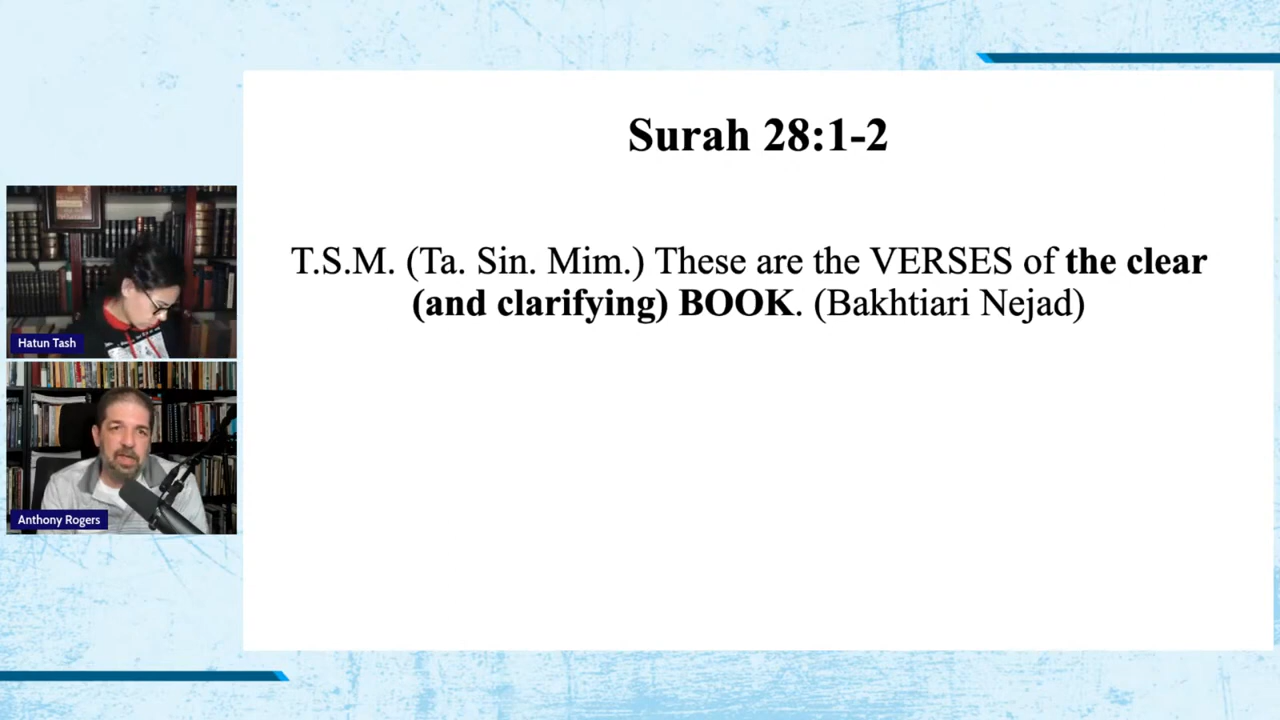 Surah 28:1-2
T.S.M. (Ta. Sin. Mim.) These are the VERSES of the clear
(and clarifying) BOOK. (Bakhtiari Nejad)
Hatun Tash
Anthony Rogers